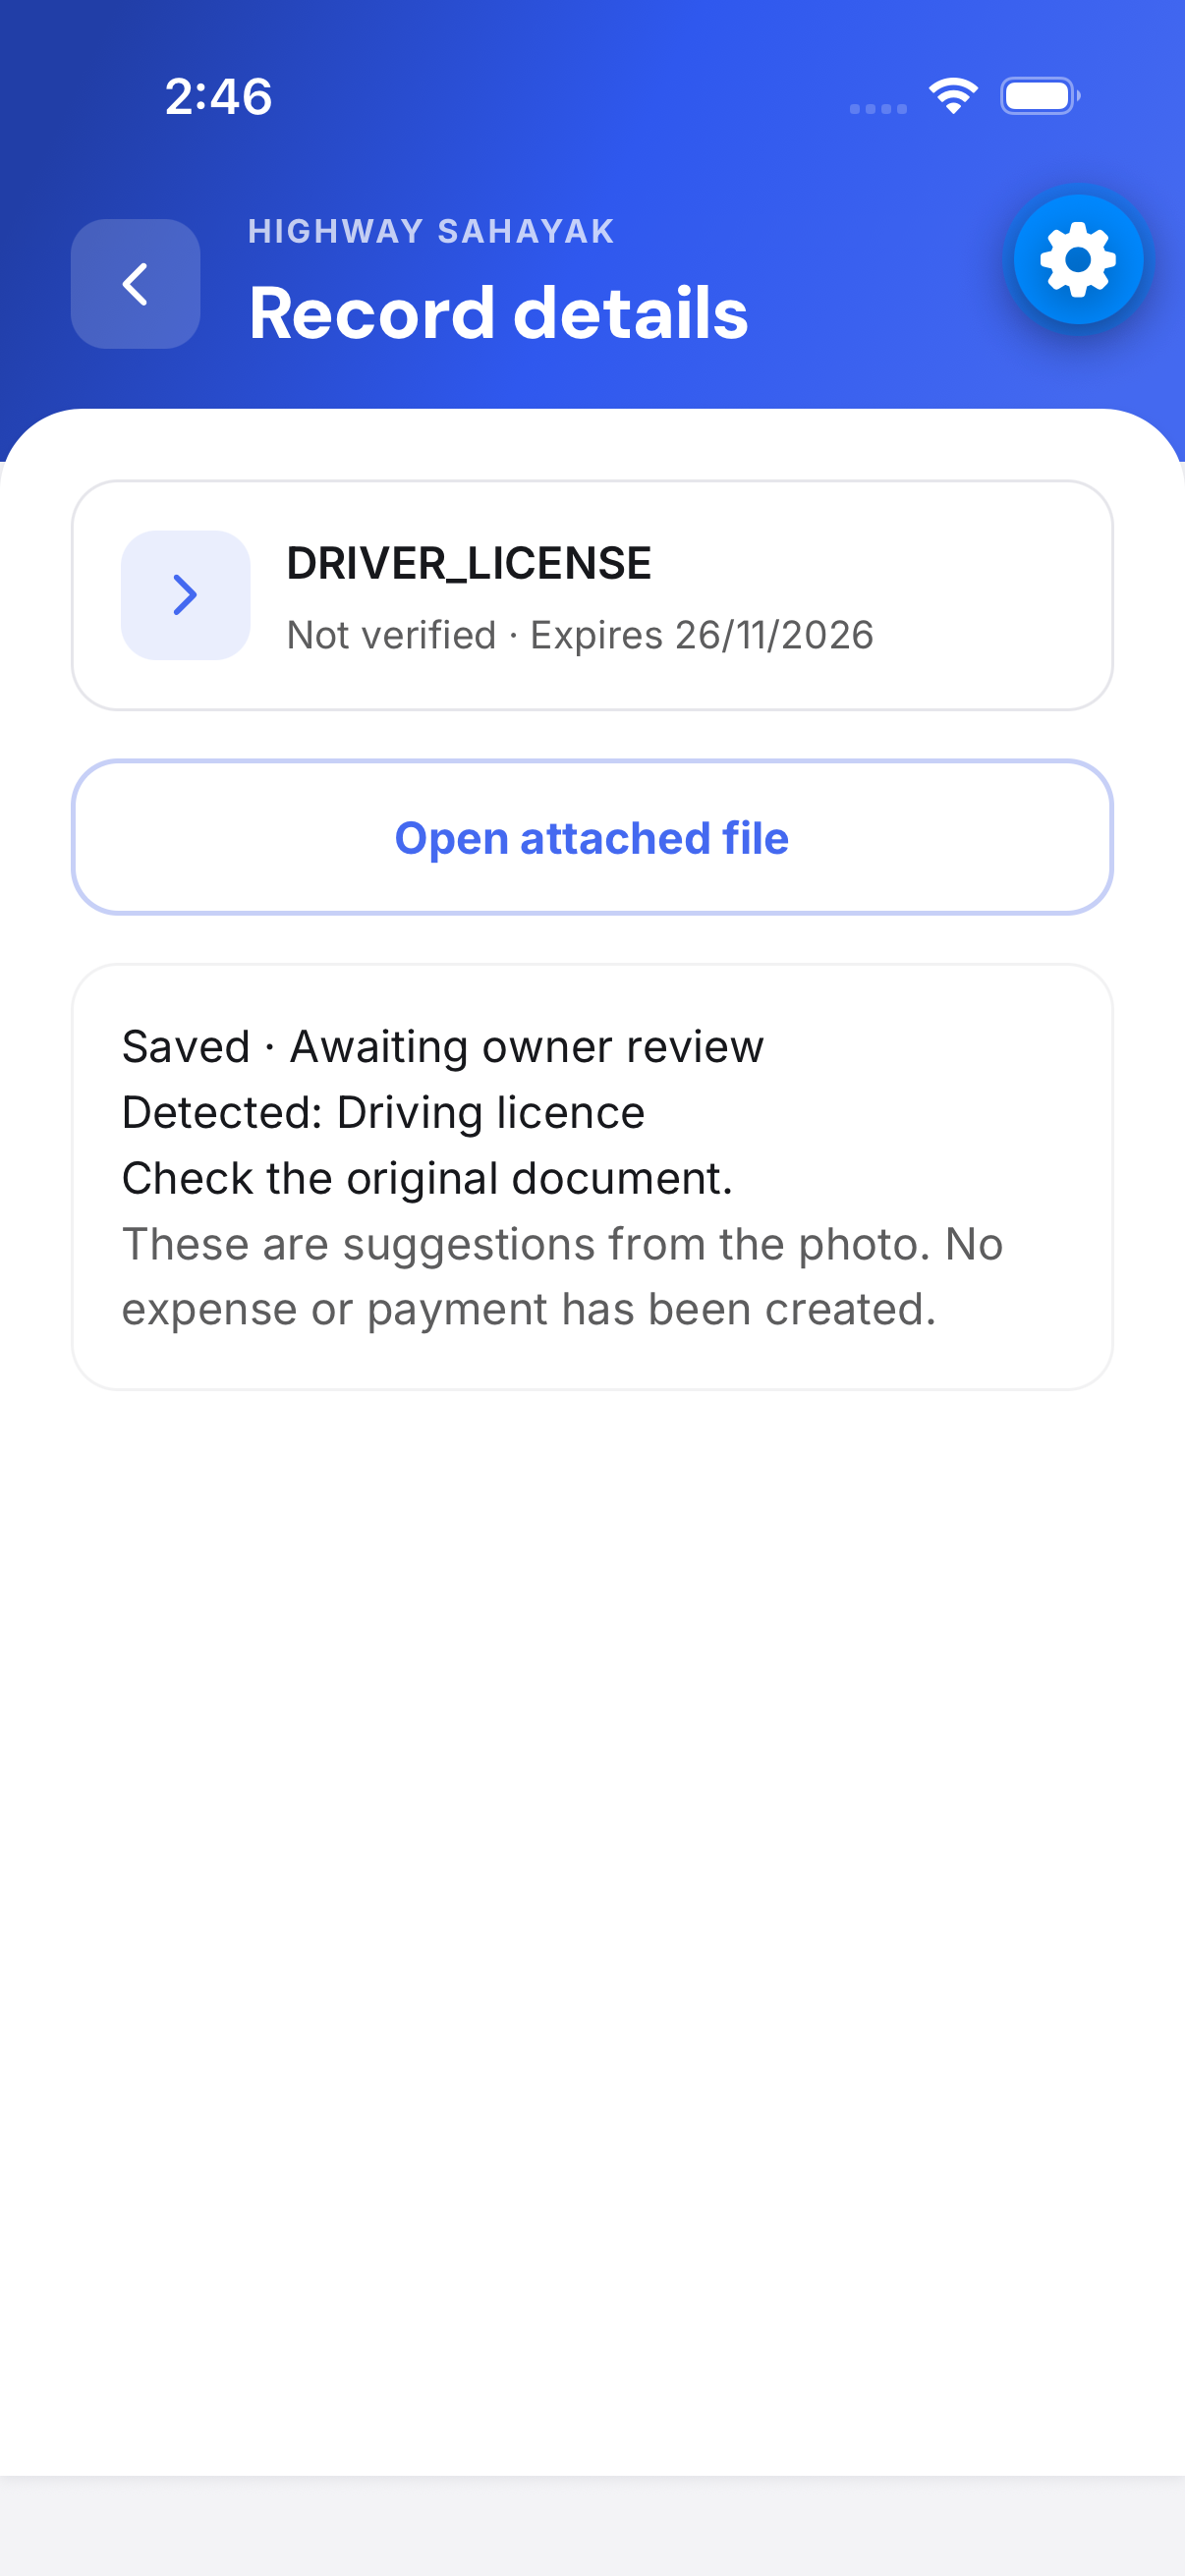 2:46
HIGHWAY SAHAYAK
Record details
DRIVER_LICENSE
Not verified · Expires 26/11/2026
Open attached file
Saved · Awaiting owner review
Detected: Driving licence
Check the original document.
These are suggestions from the photo. No
expense or payment has been created.